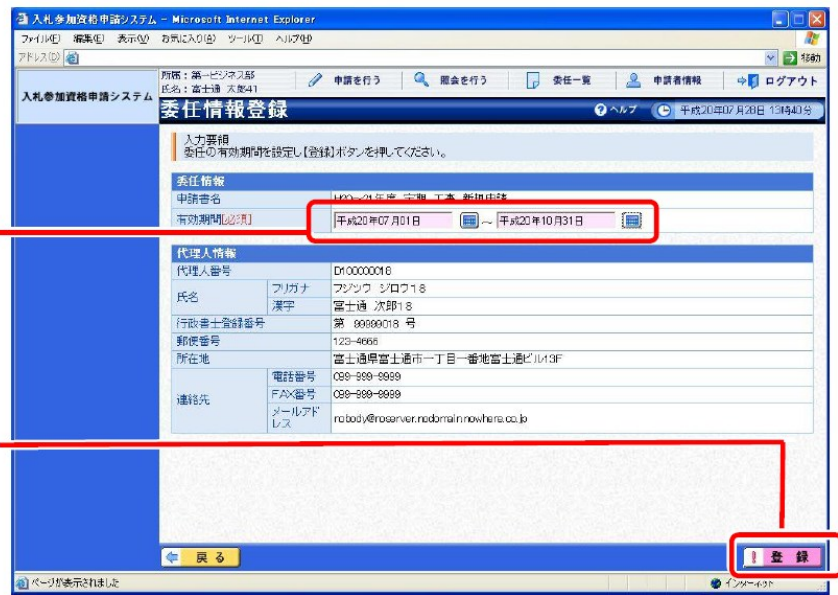 入札参加資格申請システム - Microsoft Internet Explorer
ファイル(F) 編集(E) 表示(V) お気に入り(A) ツール(T) ヘルプ(H)
アドレス(D) 移動
入札参加資格申請システム
所属：第一ビジネス部
氏名：富士通 太郎41
申請を行う 照会を行う 委任一覧 申請者情報 ログアウト
委任情報登録 ヘルプ 平成20年07月28日 13時40分
入力要領
委任の有効期間を設定し【登録】ボタンを押してください。
委任情報
申請書名 H20～21年度 定期 工事 新規申請
有効期間[必須] 平成20年07月01日 ～ 平成20年10月31日
代理人情報
代理人番号 D100000018
氏名 フリガナ フジツウ ジロウ18
漢字 富士通 次郎18
行政書士登録番号 第 99999018 号
郵便番号
所在地 富士通県富士通市一丁目一番地富士通ビル13F
連絡先 電話番号 099-999-9999
FAX番号 099-999-9999
メールアドレス
戻る 登録
ページが表示されました インターネット